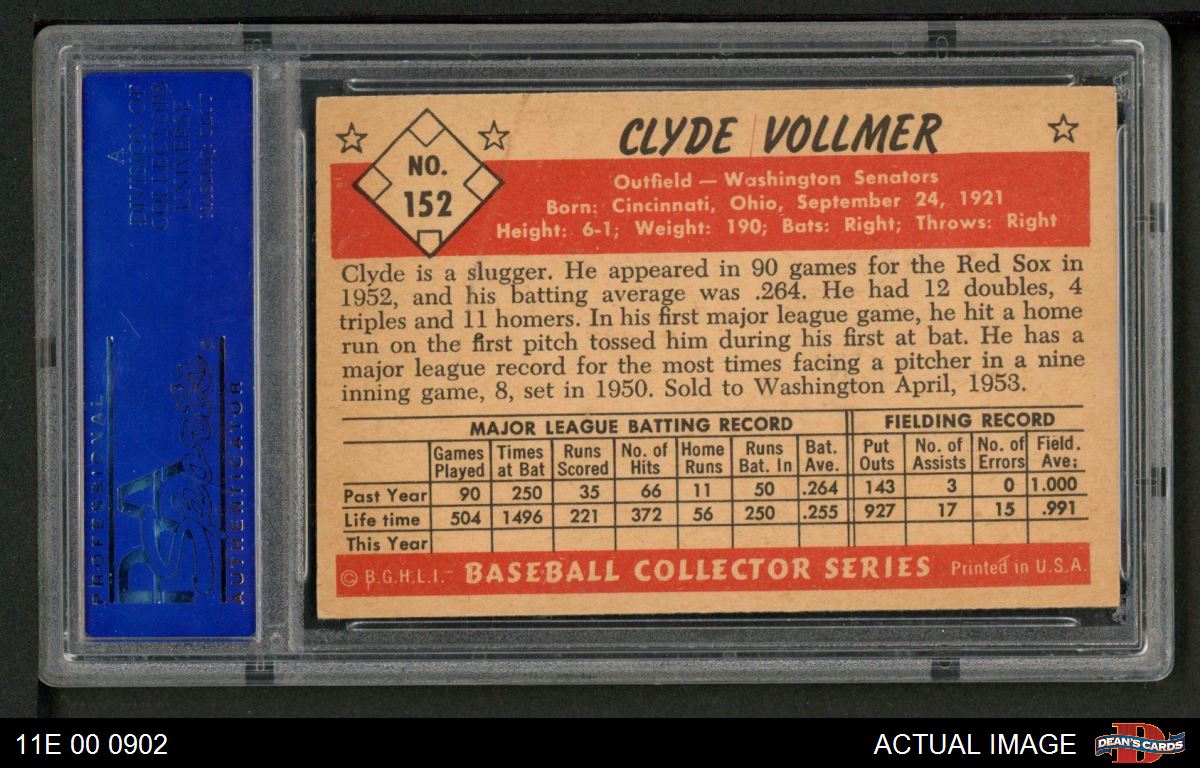 A
DIVISION OF
COLLECTORS
UNIVERSE
NASDAQ: CLCT
PROFESSIONAL
PSA
Sports
AUTHENTICATOR
NO.
152
CLYDE VOLLMER
Outfield — Washington Senators
Born: Cincinnati, Ohio, September 24, 1921
Height: 6-1; Weight: 190; Bats: Right; Throws: Right
Clyde is a slugger. He appeared in 90 games for the Red Sox in
1952, and his batting average was .264. He had 12 doubles, 4
triples and 11 homers. In his first major league game, he hit a home
run on the first pitch tossed him during his first at bat. He has a
major league record for the most times facing a pitcher in a nine
inning game, 8, set in 1950. Sold to Washington April, 1953.
MAJOR LEAGUE BATTING RECORD FIELDING RECORD
Games Times Runs No. of Home Runs Bat. Put No. of No. of Field.
Played at Bat Scored Hits Runs Bat. In Ave. Outs Assists Errors Ave:
Past Year 90 250 35 66 11 50 .264 143 3 0 1.000
Life time 504 1496 221 372 56 250 .255 927 17 15 .991
This Year
© B.G.H.L.I.– BASEBALL COLLECTOR SERIES Printed in U.S.A.
11E 00 0902
ACTUAL IMAGE
D
DEAN'S CARDS